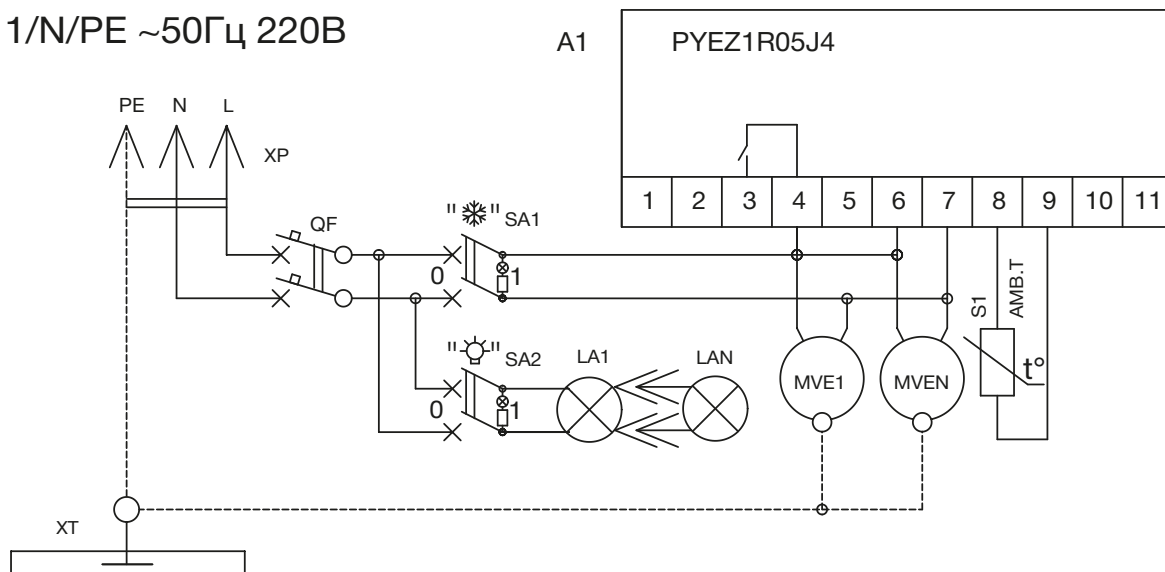 1/N/PE ~50Гц 220В
A1 PYEZ1R05J4
PE N L
XP
1 2 3 4 5 6 7 8 9 10 11
QF
" " SA1
0 1
S1 AMB.T
" " SA2 LA1 LAN
0 1
MVE1 MVEN t°
XT